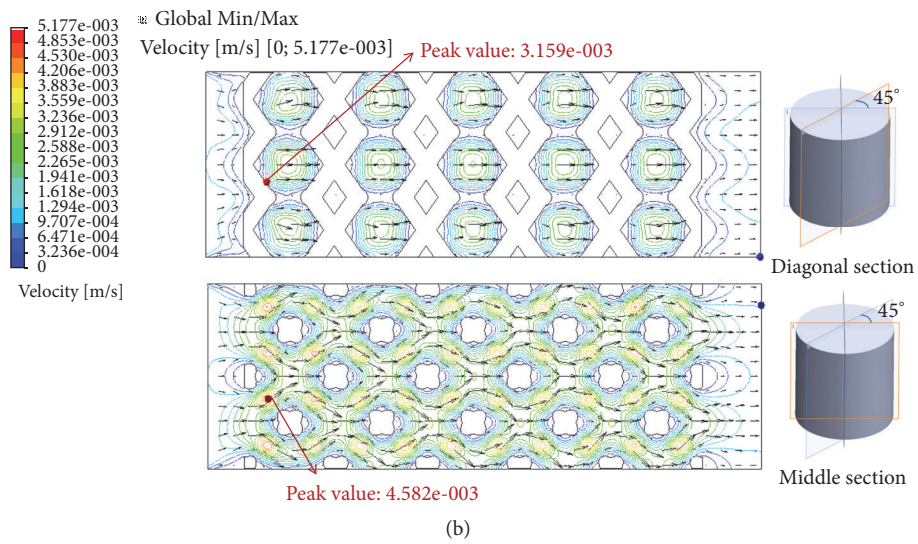 5.177e-003
4.853e-003
4.530e-003
4.206e-003
3.883e-003
3.559e-003
3.236e-003
2.912e-003
2.588e-003
2.265e-003
1.941e-003
1.618e-003
1.294e-003
9.707e-004
6.471e-004
3.236e-004
0
Velocity [m/s]
Global Min/Max
Velocity [m/s] [0; 5.177e-003]
Peak value: 3.159e-003
45°
Diagonal section
45°
Middle section
Peak value: 4.582e-003
(b)